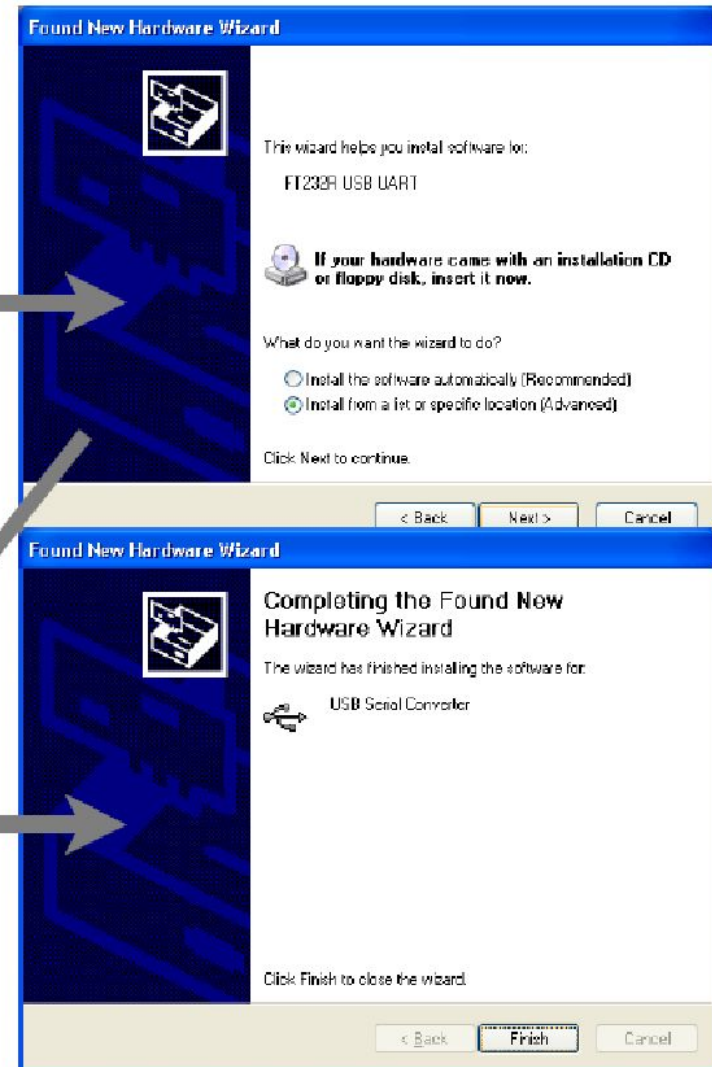 Found New Hardware Wizard
This wizard helps you install software for:
FT232R USB UART
If your hardware came with an installation CD
or floppy disk, insert it now.
What do you want the wizard to do?
Install the software automatically (Recommended)
Install from a list or specific location (Advanced)
Click Next to continue.
< Back
Next >
Cancel
Found New Hardware Wizard
Completing the Found New
Hardware Wizard
The wizard has finished installing the software for:
USB Serial Converter
Click Finish to close the wizard.
< Back
Finish
Cancel